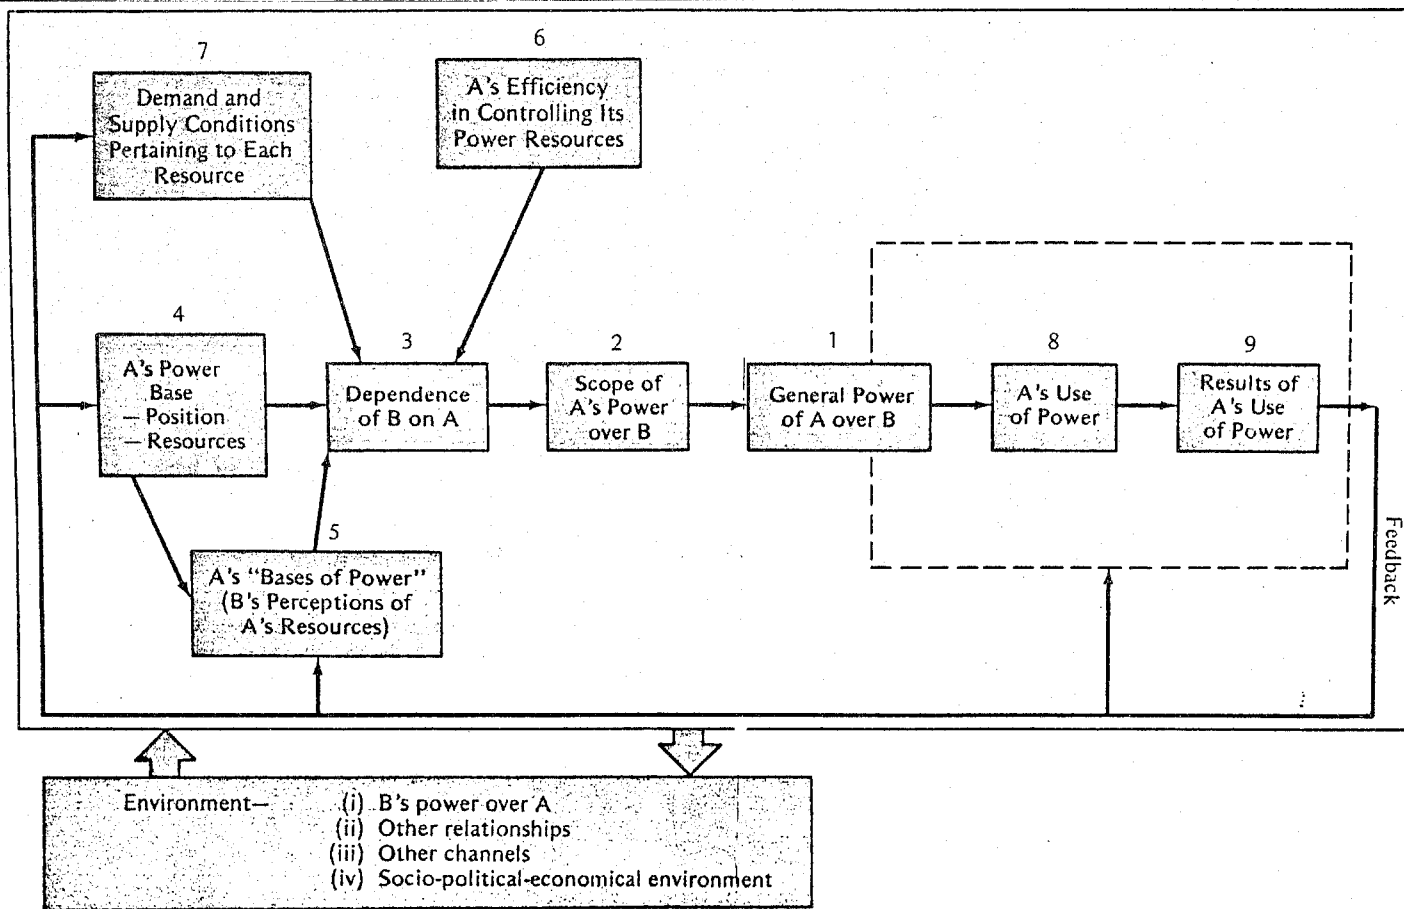 7
Demand and
Supply Conditions
Pertaining to Each
Resource
6
A's Efficiency
in Controlling Its
Power Resources
4
A's Power
Base
— Position
— Resources
3
Dependence
of B on A
2
Scope of
A's Power
over B
1
General Power
of A over B
8
A's Use
of Power
9
Results of
A's Use
of Power
5
A's "Bases of Power"
(B's Perceptions of
A's Resources)
Feedback
Environment— (i) B's power over A
(ii) Other relationships
(iii) Other channels
(iv) Socio-political-economical environment